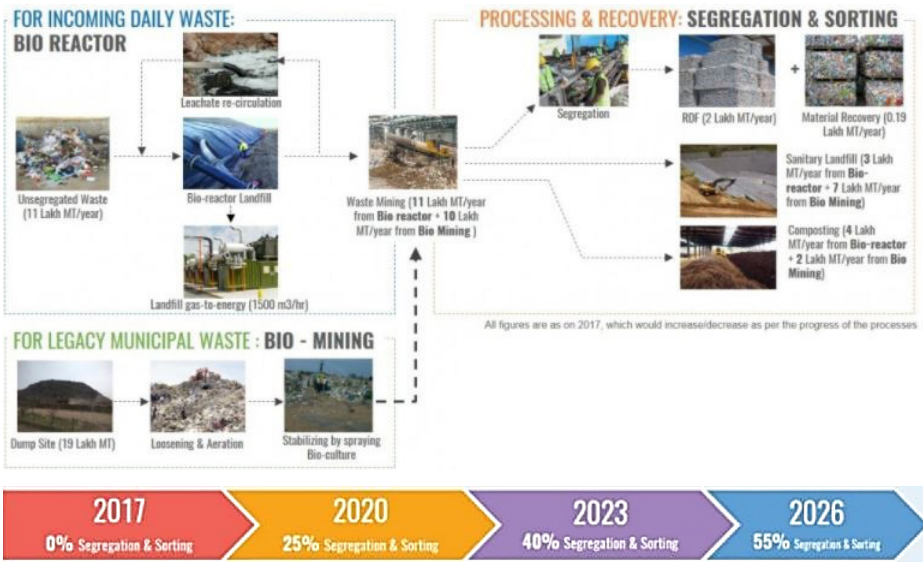 FOR INCOMING DAILY WASTE:
BIO REACTOR
Leachate re-circulation
Unsegregated Waste
(11 Lakh MT/year)
Bio-reactor Landfill
Landfill gas-to-energy (1500 m3/hr)
Waste Mining (11 Lakh MT/year
from Bio reactor + 10 Lakh
MT/year from Bio Mining )
PROCESSING & RECOVERY: SEGREGATION & SORTING
Segregation
RDF (2 Lakh MT/year)
+
Material Recovery (0.19
Lakh MT/year)
Sanitary Landfill (3 Lakh
MT/year from Bio-
reactor + 7 Lakh MT/year
from Bio Mining)
Composting (4 Lakh
MT/year from Bio-reactor
+ 2 Lakh MT/year from Bio
Mining)
All figures are as on 2017, which would increase/decrease as per the progress of the processes
FOR LEGACY MUNICIPAL WASTE : BIO - MINING
Dump Site (19 Lakh MT)
Loosening & Aeration
Stabilizing by spraying
Bio-culture
2017
0% Segregation & Sorting
2020
25% Segregation & Sorting
2023
40% Segregation & Sorting
2026
55% Segregation & Sorting